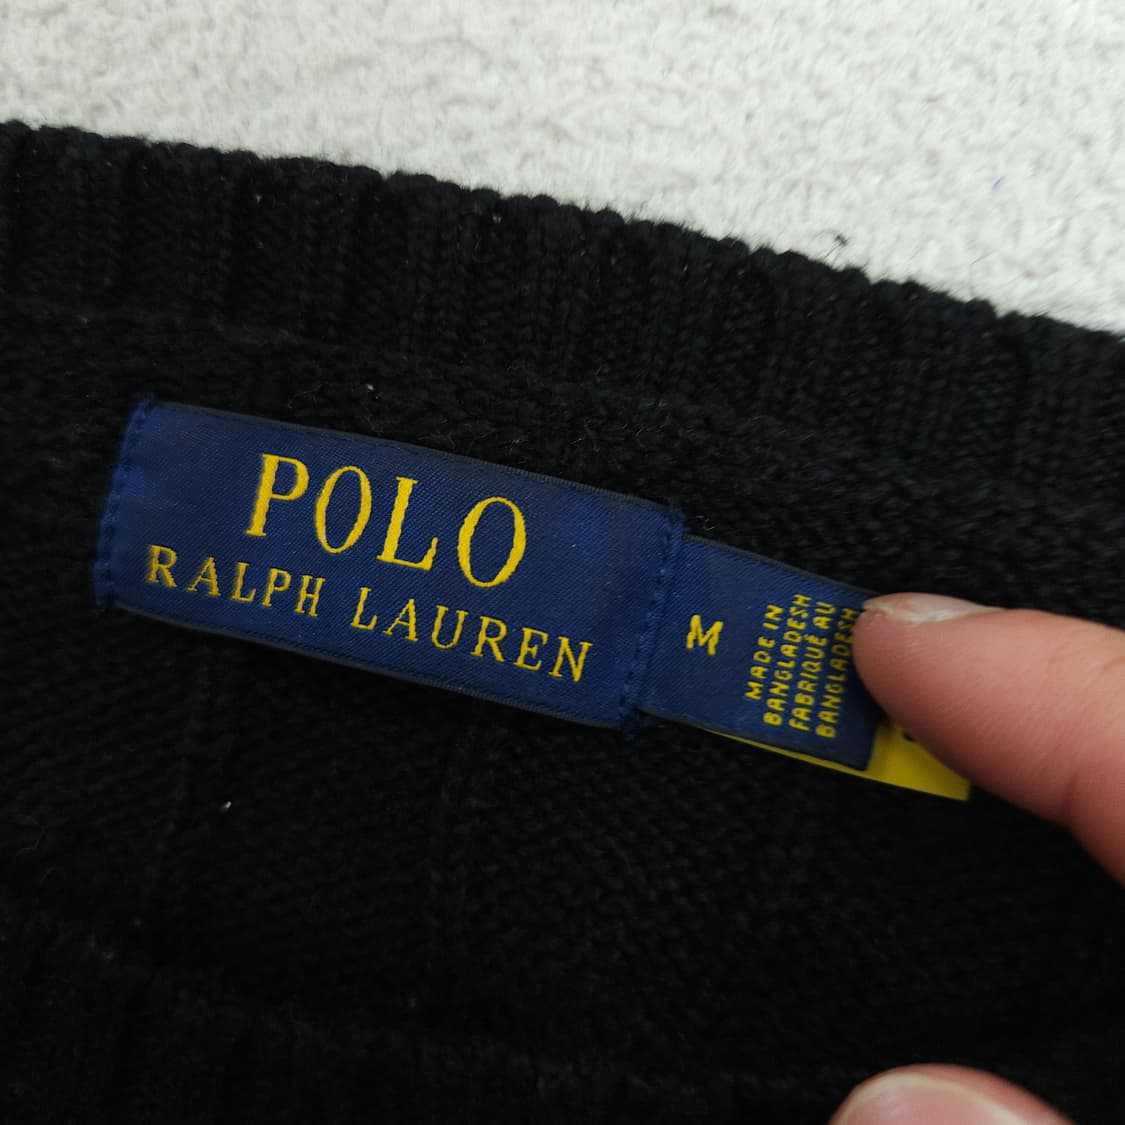 POLO
RALPH LAUREN
M
MADE IN
BANGLADESH
FABRIQUÉ AU
BANGLADESH